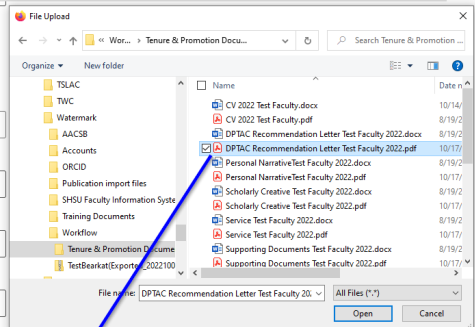 File Upload
« Wor... > Tenure & Promotion Docu...
Search Tenure & Promotion ...
Organize
New folder
TSLAC
TWC
Watermark
AACSB
Accounts
ORCID
Publication import files
SHSU Faculty Information Syste
Training Documents
Workflow
Tenure & Promotion Docume
TestBearkat(Exported_2022100
Name
Date n
CV 2022 Test Faculty.docx
10/14/
CV 2022 Test Faculty.pdf
8/19/2
DPTAC Recommendation Letter Test Faculty 2022.docx
8/19/2
DPTAC Recommendation Letter Test Faculty 2022.pdf
10/17/
Personal NarrativeTest Faculty 2022.docx
8/19/2
Personal NarrativeTest Faculty 2022.pdf
10/17/
Scholarly Creative Test Faculty 2022.docx
8/19/2
Scholarly Creative Test Faculty 2022.pdf
10/17/
Service Test Faculty 2022.docx
8/19/2
Service Test Faculty 2022.pdf
10/17/
Supporting Documents Test Faculty 2022.docx
8/19/2
Supporting Documents Test Faculty 2022.pdf
10/17/
File name:
DPTAC Recommendation Letter Test Faculty 20
All Files (*.*)
Open
Cancel